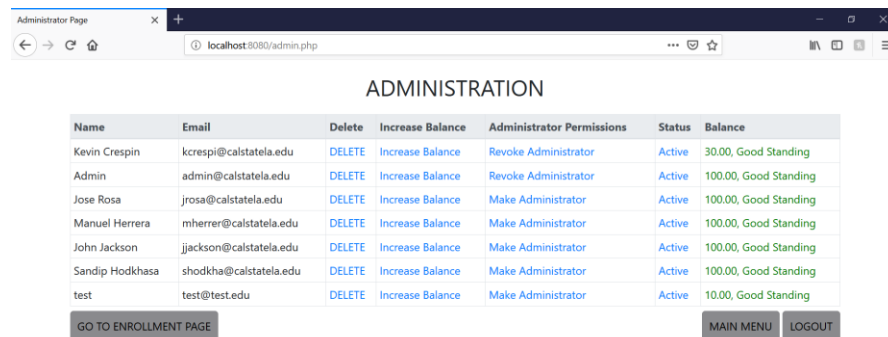 Administrator Page
localhost:8080/admin.php
ADMINISTRATION
Name Email Delete Increase Balance Administrator Permissions Status Balance
Kevin Crespin kcrespi@calstatela.edu DELETE Increase Balance Revoke Administrator Active 30.00, Good Standing
Admin admin@calstatela.edu DELETE Increase Balance Revoke Administrator Active 100.00, Good Standing
Jose Rosa jrosa@calstatela.edu DELETE Increase Balance Make Administrator Active 100.00, Good Standing
Manuel Herrera mherrer@calstatela.edu DELETE Increase Balance Make Administrator Active 100.00, Good Standing
John Jackson jjackson@calstatela.edu DELETE Increase Balance Make Administrator Active 100.00, Good Standing
Sandip Hodkhasa shodkha@calstatela.edu DELETE Increase Balance Make Administrator Active 100.00, Good Standing
test test@test.edu DELETE Increase Balance Make Administrator Active 10.00, Good Standing
GO TO ENROLLMENT PAGE MAIN MENU LOGOUT